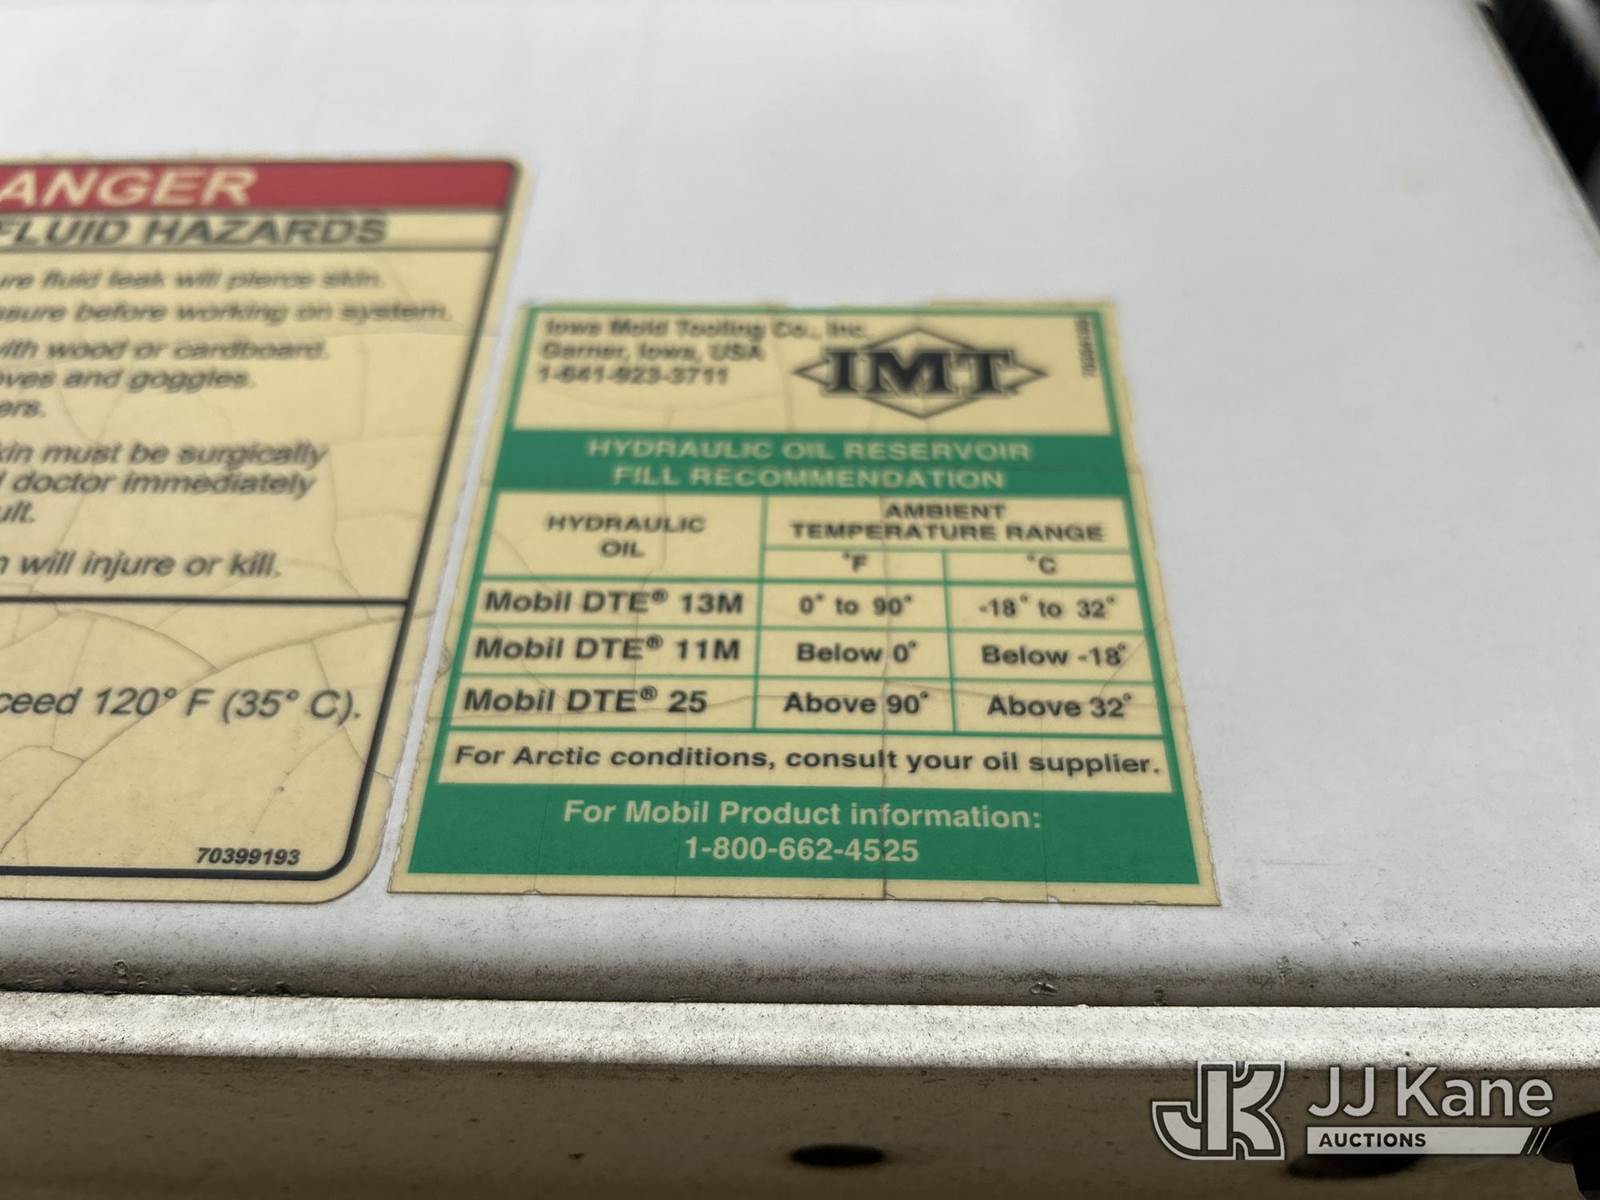 ANGER
FLUID HAZARDS
ure fluid leak will pierce skin.
ssure before working on system.
with wood or cardboard.
oves and goggles.
ers.
kin must be surgically
doctor immediately
ult.
will injure or kill.
ceed 120° F (35° C).
70399193
Iowa Mold Tooling Co., Inc.
Garner, Iowa, USA
1-641-923-3711
IMT
HYDRAULIC OIL RESERVOIR
FILL RECOMMENDATION
HYDRAULIC
OIL
AMBIENT
TEMPERATURE RANGE
°F °C
Mobil DTE® 13M 0° to 90° -18° to 32°
Mobil DTE® 11M Below 0° Below -18°
Mobil DTE® 25 Above 90° Above 32°
For Arctic conditions, consult your oil supplier.
For Mobil Product information:
1-800-662-4525
JK JJ Kane
AUCTIONS